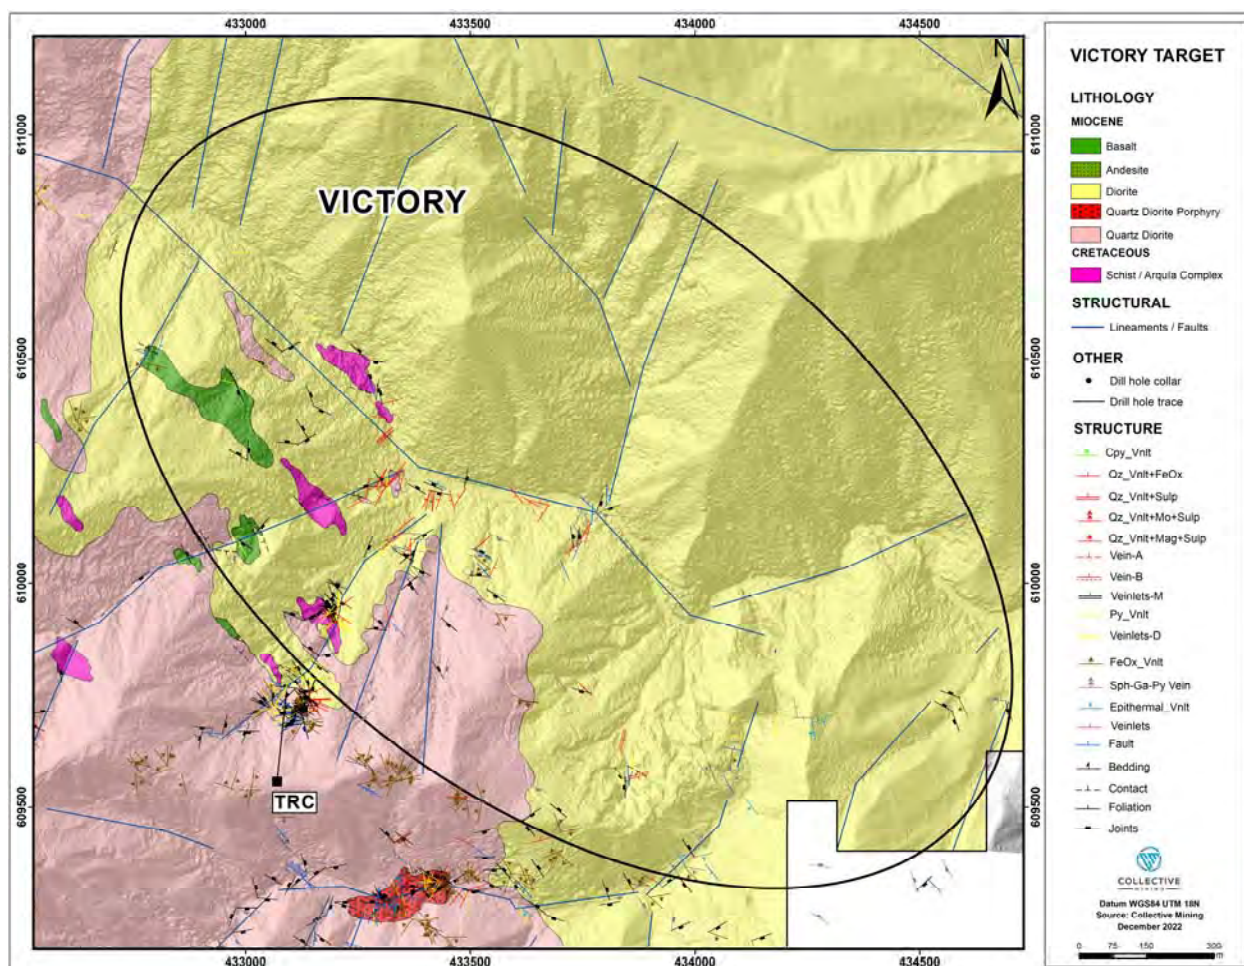 433000 433500 434000 434500
611000
610500
610000
609500
N
VICTORY
TRC
611000
610500
610000
609500
433000 433500 434000 434500
VICTORY TARGET
LITHOLOGY
MIOCENE
Basalt
Andesite
Diorite
Quartz Diorite Porphyry
Quartz Diorite
CRETACEOUS
Schist / Arquia Complex
STRUCTURAL
Lineaments / Faults
OTHER
Dill hole collar
Drill hole trace
STRUCTURE
Cpy_Vnlt
Qz_Vnlt+FeOx
Qz_Vnlt+Sulp
Qz_Vnlt+Mo+Sulp
Qz_Vnlt+Mag+Sulp
Vein-A
Vein-B
Veinlets-M
Py_Vnlt
Veinlets-D
FeOx_Vnlt
Sph-Ga-Py Vein
Epithermal_Vnlt
Veinlets
Fault
Bedding
Contact
Foliation
Joints
COLLECTIVE
MINING
Datum WGS84 UTM 18N
Source: Collective Mining
December 2022
0 75 150 300
m